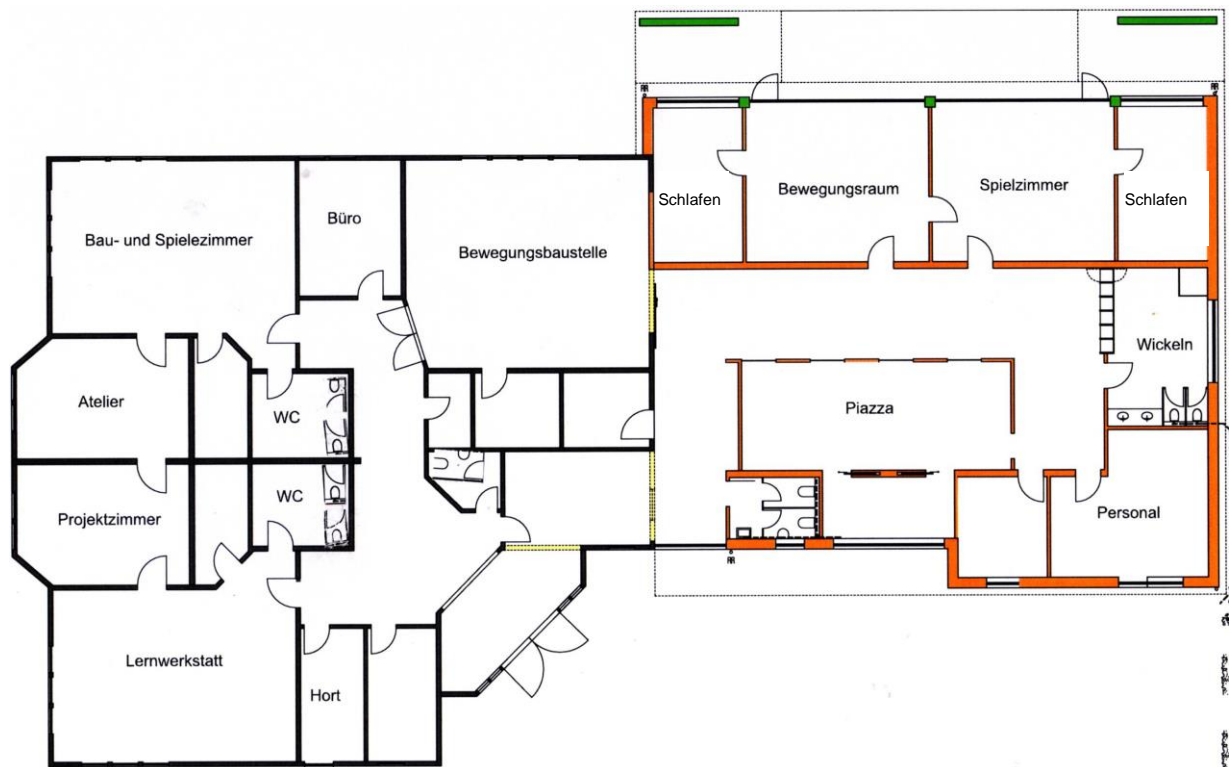 Schlafen
Bewegungsraum
Spielzimmer
Schlafen
Büro
Bau- und Spielezimmer
Bewegungsbaustelle
Wickeln
Atelier
WC
Piazza
WC
Projektzimmer
Personal
Lernwerkstatt
Hort